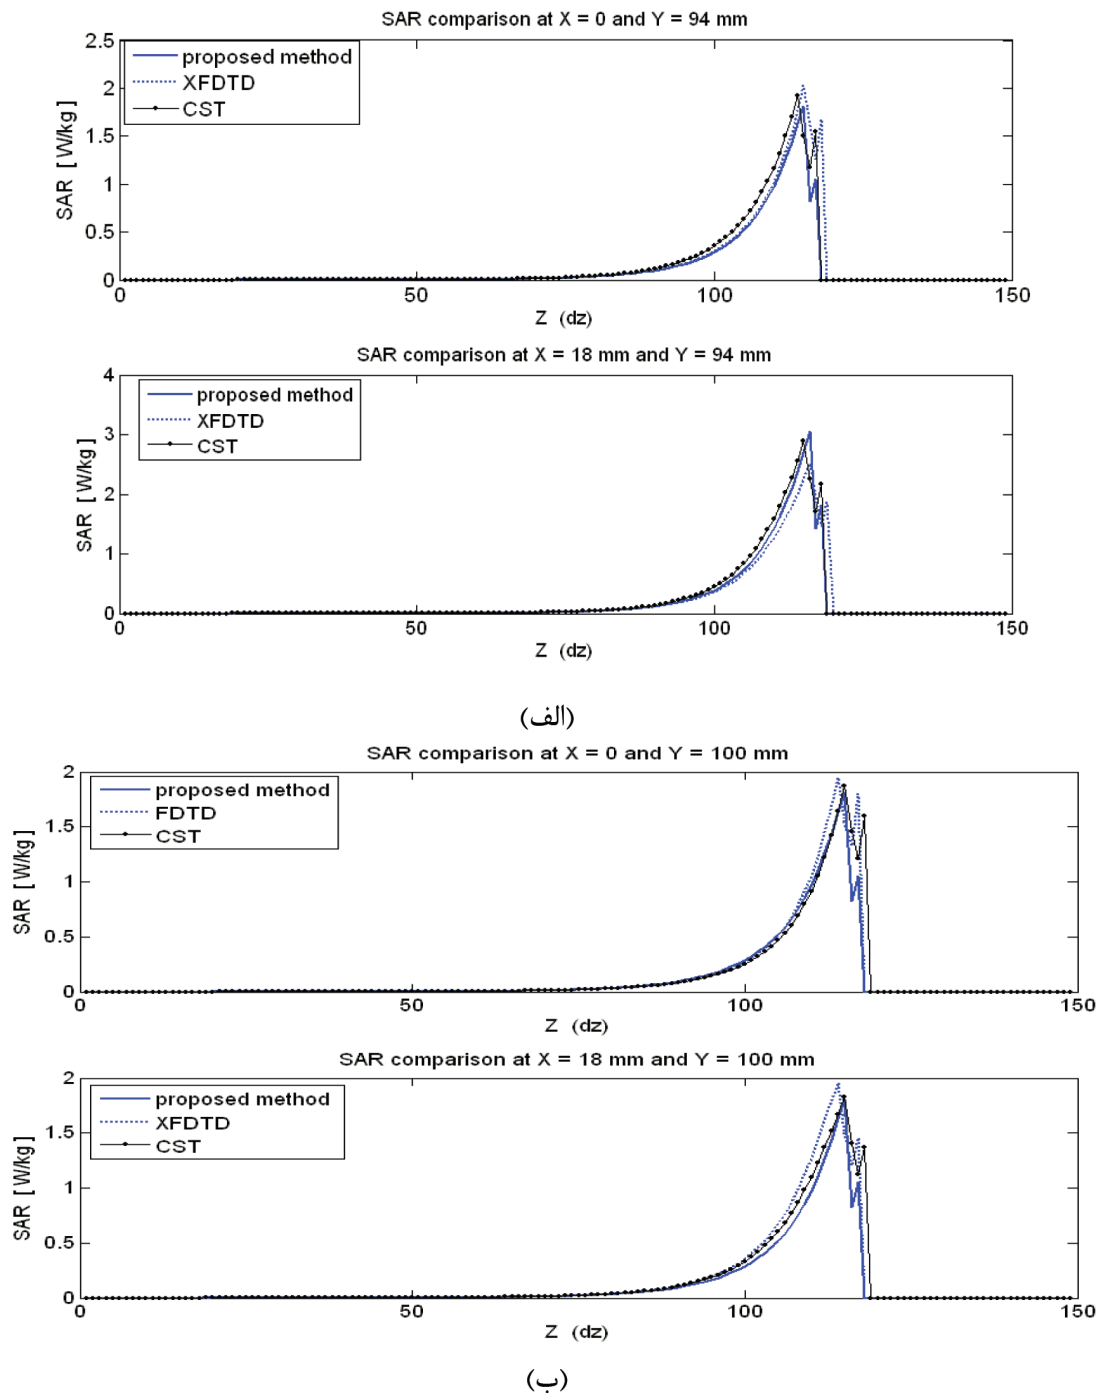 SAR comparison at X = 0 and Y = 94 mm
2.5
2
1.5
1
0.5
0
SAR [W/kg]
proposed method
XFDTD
CST
0 50 100 150
Z (dz)
SAR comparison at X = 18 mm and Y = 94 mm
4
3
2
1
0
SAR [W/kg]
proposed method
XFDTD
CST
0 50 100 150
Z (dz)
(الف)
SAR comparison at X = 0 and Y = 100 mm
2
1.5
1
0.5
0
SAR [W/kg]
proposed method
FDTD
CST
0 50 100 150
Z (dz)
SAR comparison at X = 18 mm and Y = 100 mm
2
1.5
1
0.5
0
SAR [W/kg]
proposed method
XFDTD
CST
0 50 100 150
Z (dz)
(ب)